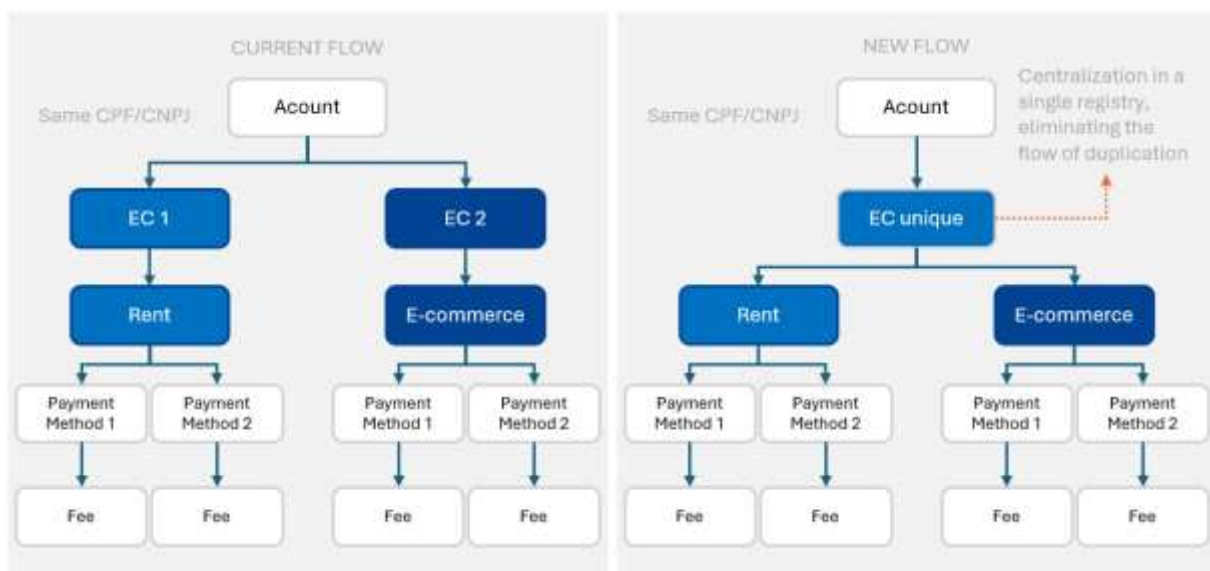 CURRENT FLOW
Same CPF/CNPJ
Acount
EC 1
EC 2
Rent
E-commerce
Payment
Method 1
Payment
Method 2
Payment
Method 1
Payment
Method 2
Fee
Fee
Fee
Fee
NEW FLOW
Same CPF/CNPJ
Acount
Centralization in a
single registry,
eliminating the
flow of duplication
EC unique
Rent
E-commerce
Payment
Method 1
Payment
Method 2
Payment
Method 1
Payment
Method 2
Fee
Fee
Fee
Fee